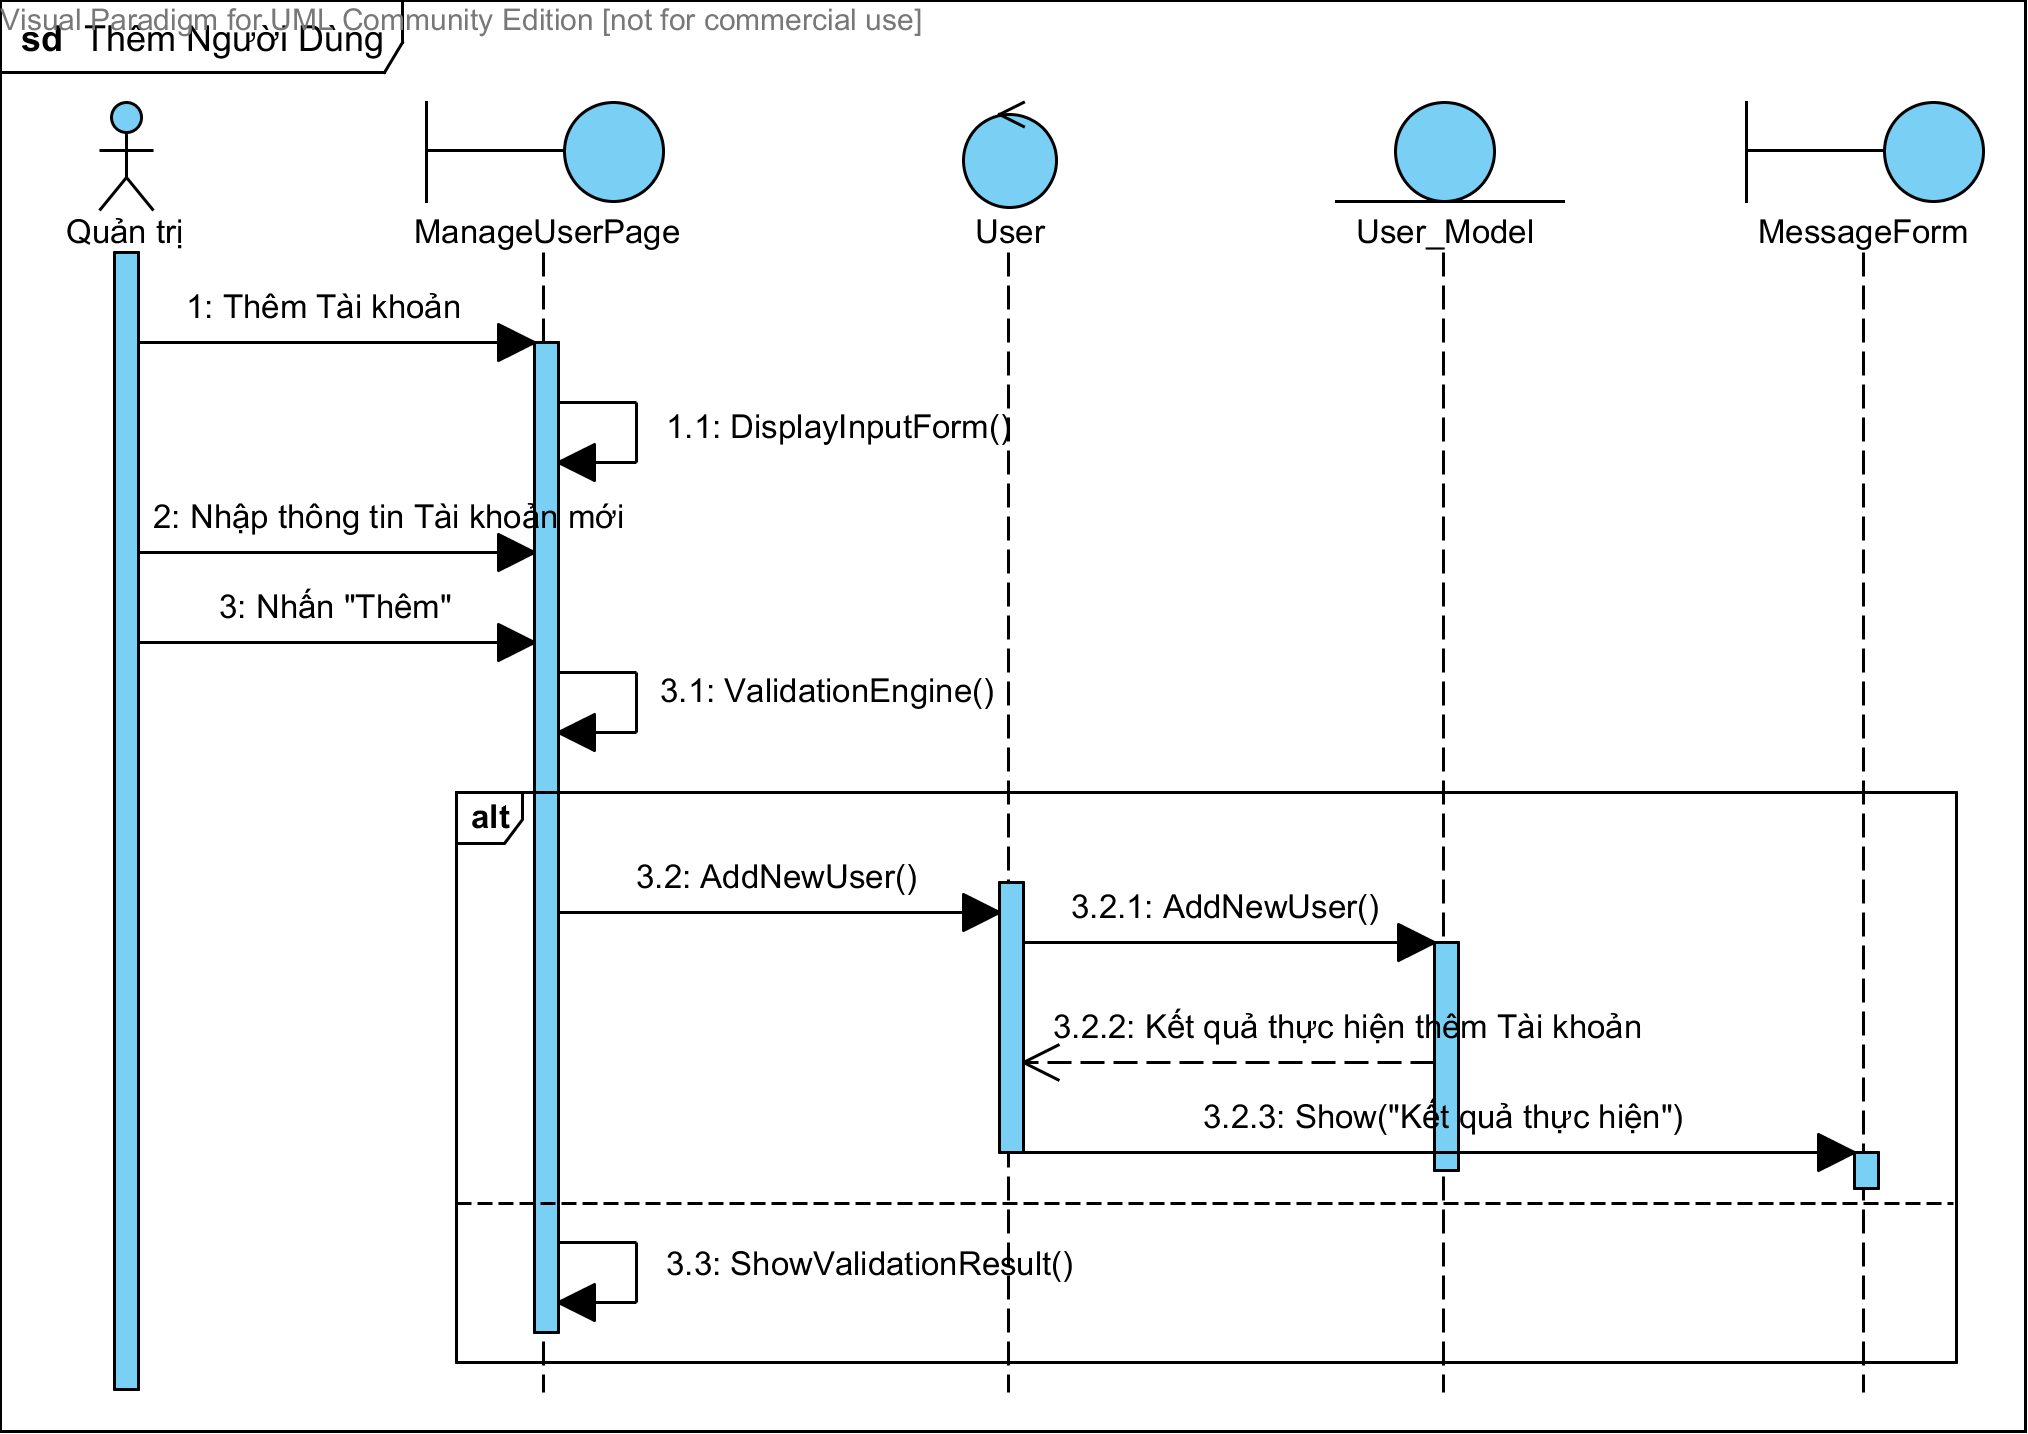 Visual Paradigm for UML Community Edition [not for commercial use]
sd Thêm Người Dùng
Quản trị
ManageUserPage
User
User_Model
MessageForm
1: Thêm Tài khoản
1.1: DisplayInputForm()
2: Nhập thông tin Tài khoản mới
3: Nhấn "Thêm"
3.1: ValidationEngine()
alt
3.2: AddNewUser()
3.2.1: AddNewUser()
3.2.2: Kết quả thực hiện thêm Tài khoản
3.2.3: Show("Kết quả thực hiện")
3.3: ShowValidationResult()